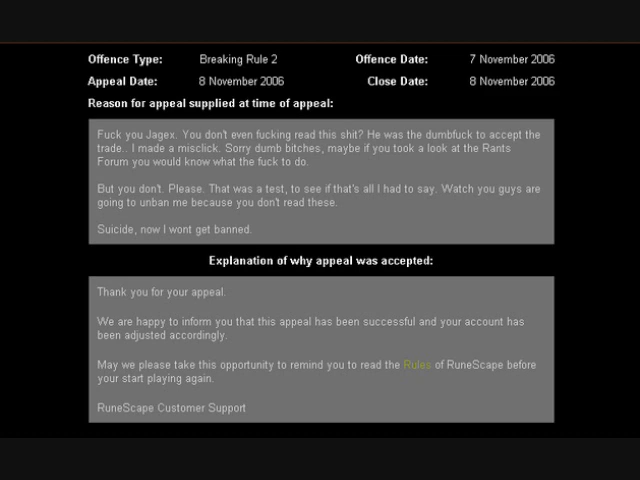 Offence Type: Breaking Rule 2 Offence Date: 7 November 2006
Appeal Date: 8 November 2006 Close Date: 8 November 2006
Reason for appeal supplied at time of appeal:
Fuck you Jagex. You don't even fucking read this shit? He was the dumbfuck to accept the
trade.. I made a misclick. Sorry dumb bitches, maybe if you took a look at the Rants
Forum you would know what the fuck to do.
But you don't. Please. That was a test, to see if that's all I had to say. Watch you guys are
going to unban me because you don't read these.
Suicide, now I wont get banned.
Explanation of why appeal was accepted:
Thank you for your appeal.
We are happy to inform you that this appeal has been successful and your account has
been adjusted accordingly.
May we please take this opportunity to remind you to read the Rules of RuneScape before
your start playing again.
RuneScape Customer Support